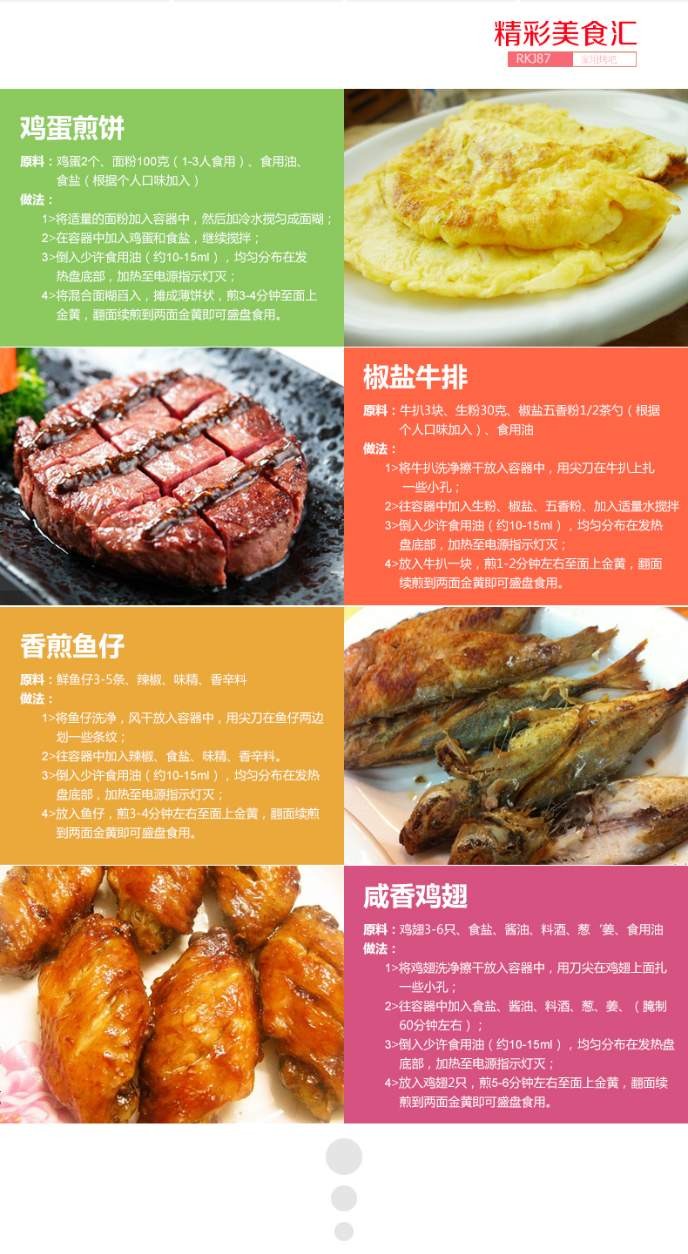 精彩美食汇
RKJ87
鸡蛋煎饼
原料：鸡蛋2个、面粉100克（1-3人食用）、食用油、
食盐（根据个人口味加入）
做法：
1>将适量的面粉加入容器中，然后加冷水搅匀成面糊；
2>在容器中加入鸡蛋和食盐，继续搅拌；
3>倒入少许食用油（约10-15ml），均匀分布在发
热盘底部，加热至电源指示灯灭；
4>将混合面糊舀入，摊成薄饼状，煎3-4分钟至面上
金黄，翻面续煎到两面金黄即可盛盘食用。
椒盐牛排
原料：牛扒3块、生粉30克、椒盐五香粉1/2茶勺（根据
个人口味加入）、食用油
做法：
1>将牛扒洗净擦干放入容器中，用尖刀在牛扒上扎
一些小孔；
2>往容器中加入生粉、椒盐、五香粉、加入适量水搅拌
3>倒入少许食用油（约10-15ml），均匀分布在发热
盘底部，加热至电源指示灯灭；
4>放入牛扒一块，煎1-2分钟左右至面上金黄，翻面
续煎到两面金黄即可盛盘食用。
香煎鱼仔
原料：鲜鱼仔3-5条、辣椒、味精、香辛料
做法：
1>将鱼仔洗净，风干放入容器中，用尖刀在鱼仔两边
划一些条纹；
2>往容器中加入辣椒、食盐、味精、香辛料。
3>倒入少许食用油（约10-15ml），均匀分布在发热
盘底部，加热至电源指示灯灭；
4>放入鱼仔，煎3-4分钟左右至面上金黄，翻面续煎
到两面金黄即可盛盘食用。
咸香鸡翅
原料：鸡翅3-6只、食盐、酱油、料酒、葱‘姜、食用油
做法：
1>将鸡翅洗净擦干放入容器中，用刀尖在鸡翅上面扎
一些小孔；
2>往容器中加入食盐、酱油、料酒、葱、姜、（腌制
60分钟左右）；
3>倒入少许食用油（约10-15ml），均匀分布在发热盘
底部，加热至电源指示灯灭；
4>放入鸡翅2只，煎5-6分钟左右至面上金黄，翻面续
煎到两面金黄即可盛盘食用。